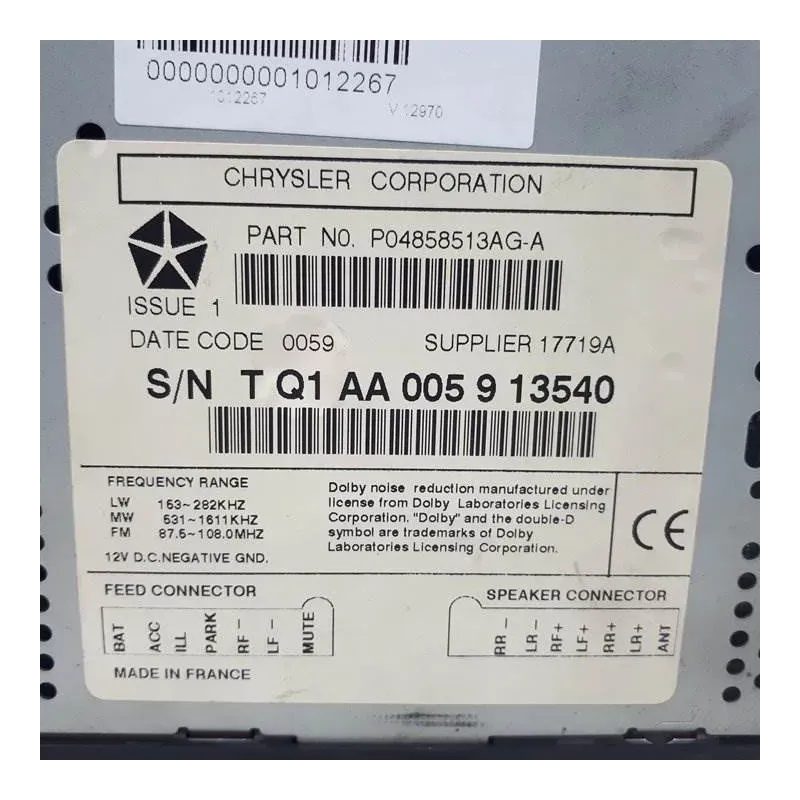 0000000001012267
1012267
V 12970
CHRYSLER CORPORATION
PART NO. P04858513AG-A
ISSUE 1
DATE CODE 0059 SUPPLIER 17719A
S/N T Q1 AA 005 9 13540
FREQUENCY RANGE
LW 153~282KHZ
MW 531~1611KHZ
FM 87.5~108.0MHZ
12V D.C.NEGATIVE GND.
Dolby noise reduction manufactured under
license from Dolby Laboratories Licensing
Corporation. "Dolby" and the double-D
symbol are trademarks of Dolby
Laboratories Licensing Corporation.
CE
FEED CONNECTOR
BAT ACC ILL PARK RF- LF- MUTE
SPEAKER CONNECTOR
RR- LR- RF+ LF+ RR+ LR+ ANT
MADE IN FRANCE